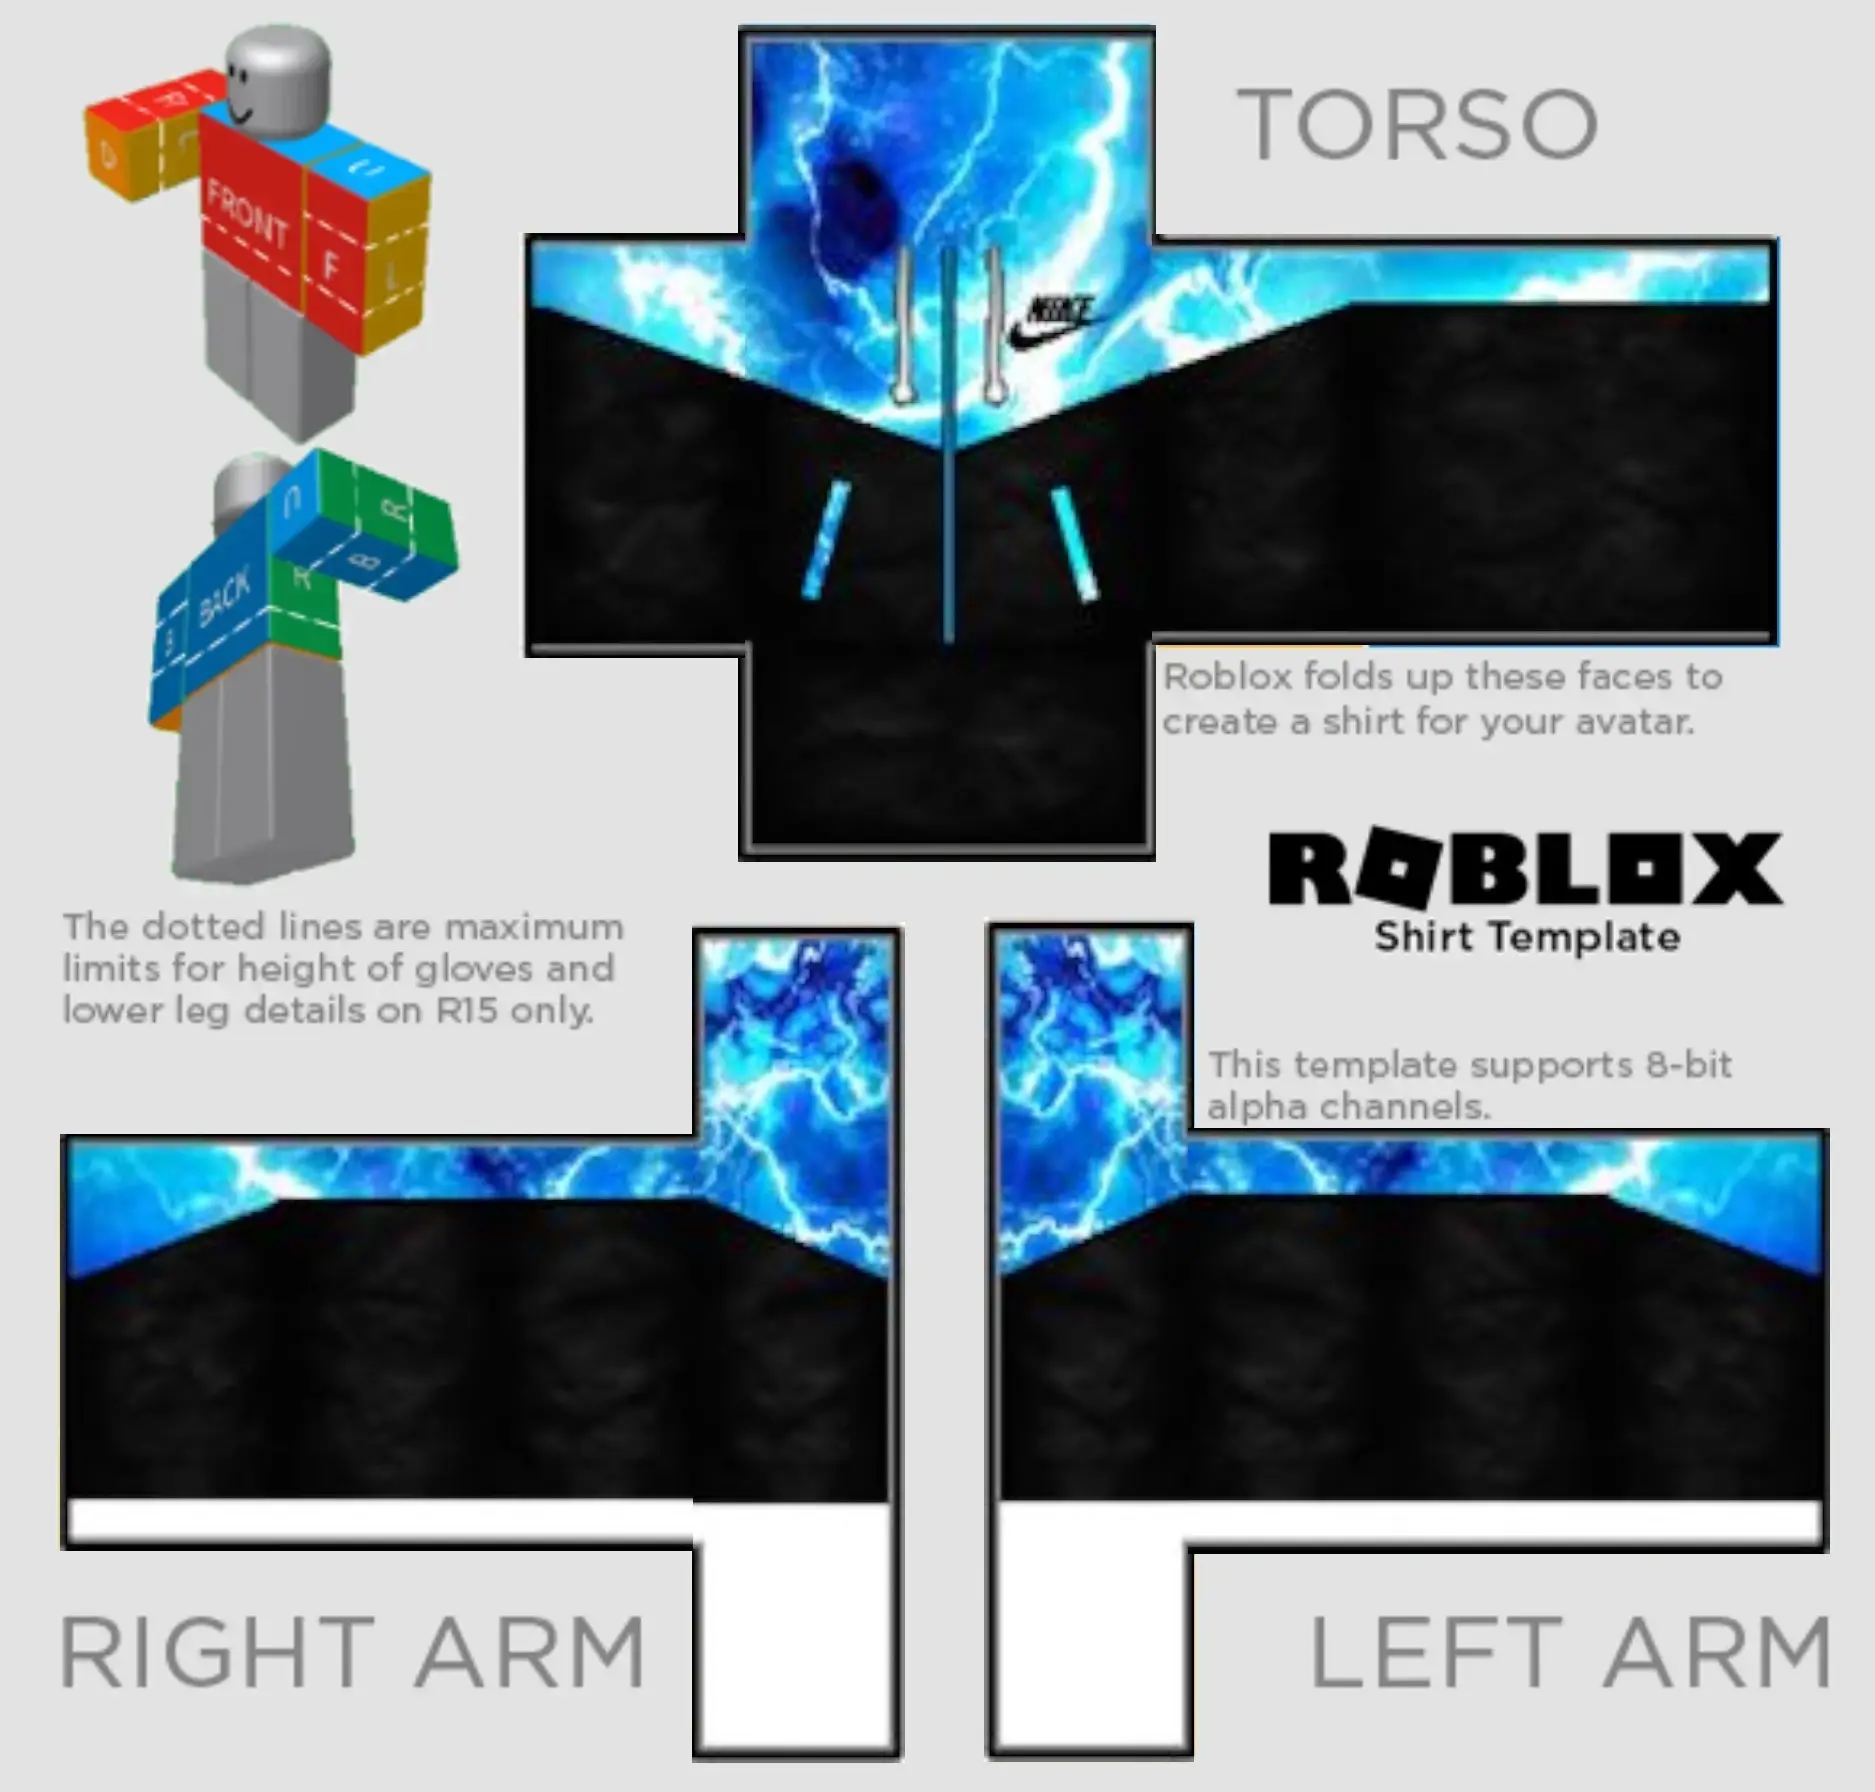 TORSO
FRONT
F
L
U
D
R
BACK
B
R
B
R
U
Roblox folds up these faces to
create a shirt for your avatar.
ROBLOX
Shirt Template
The dotted lines are maximum
limits for height of gloves and
lower leg details on R15 only.
This template supports 8-bit
alpha channels.
RIGHT ARM
LEFT ARM